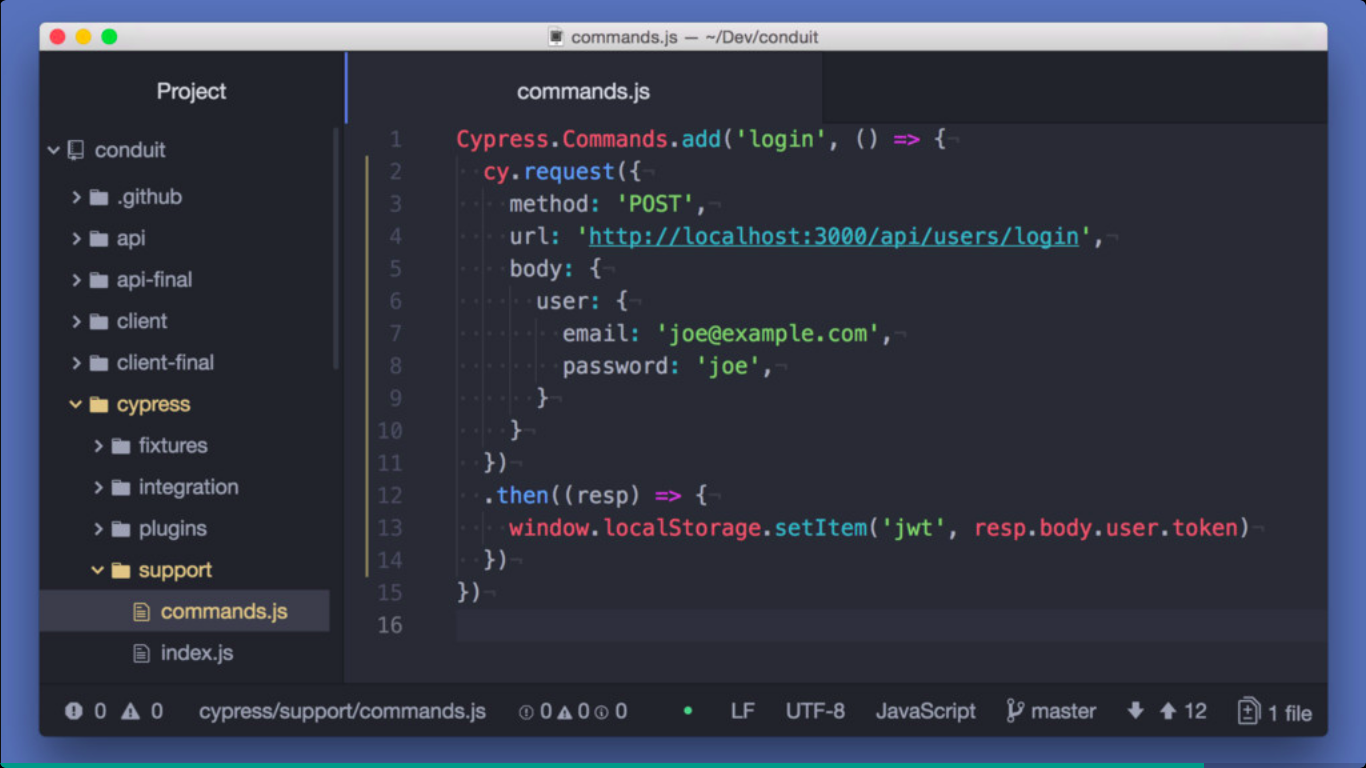 commands.js — ~/Dev/conduit
Project
conduit
.github
api
api-final
client
client-final
cypress
fixtures
integration
plugins
support
commands.js
index.js
commands.js
1 Cypress.Commands.add('login', () => {
2 cy.request({
3 method: 'POST',
4 url: 'http://localhost:3000/api/users/login',
5 body: {
6 user: {
7 email: 'joe@example.com',
8 password: 'joe',
9 }
10 }
11 })
12 .then((resp) => {
13 window.localStorage.setItem('jwt', resp.body.user.token)
14 })
15 })
16
0 0 cypress/support/commands.js 0 0 0 LF UTF-8 JavaScript master 12 1 file